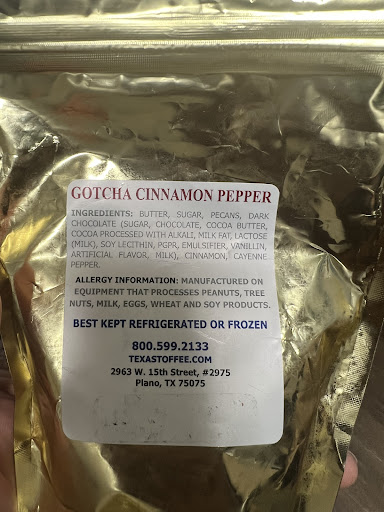 GOTCHA CINNAMON PEPPER
INGREDIENTS: BUTTER, SUGAR, PECANS, DARK
CHOCOLATE (SUGAR, CHOCOLATE, COCOA BUTTER,
COCOA PROCESSED WITH ALKALI, MILK FAT, LACTOSE
(MILK), SOY LECITHIN, PGPR, EMULSIFIER, VANILLIN,
ARTIFICIAL FLAVOR, MILK), CINNAMON, CAYENNE
PEPPER.
ALLERGY INFORMATION: MANUFACTURED ON
EQUIPMENT THAT PROCESSES PEANUTS, TREE
NUTS, MILK, EGGS, WHEAT AND SOY PRODUCTS.
BEST KEPT REFRIGERATED OR FROZEN
800.599.2133
TEXASTOFFEE.COM
2963 W. 15th Street, #2975
Plano, TX 75075